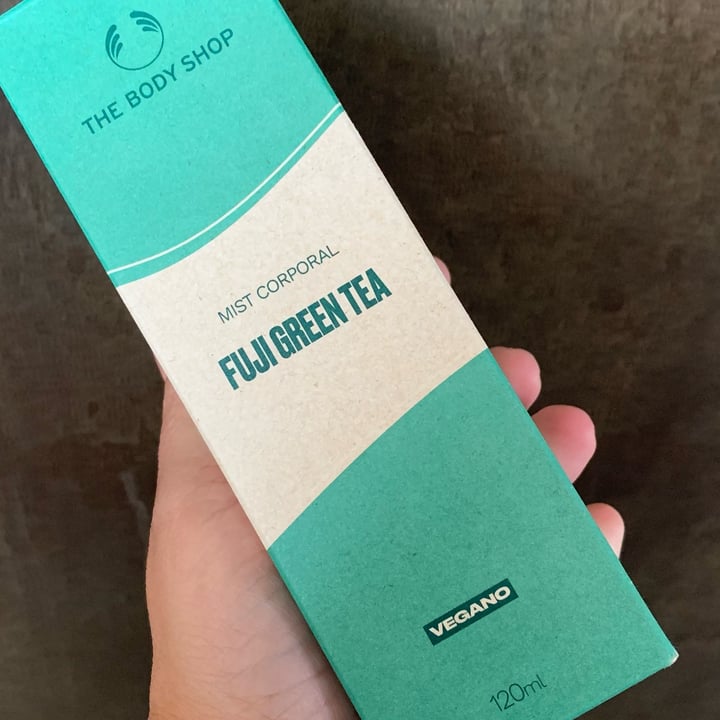 THE BODY SHOP
MIST CORPORAL
FUJI GREEN TEA
VEGANO
120ml